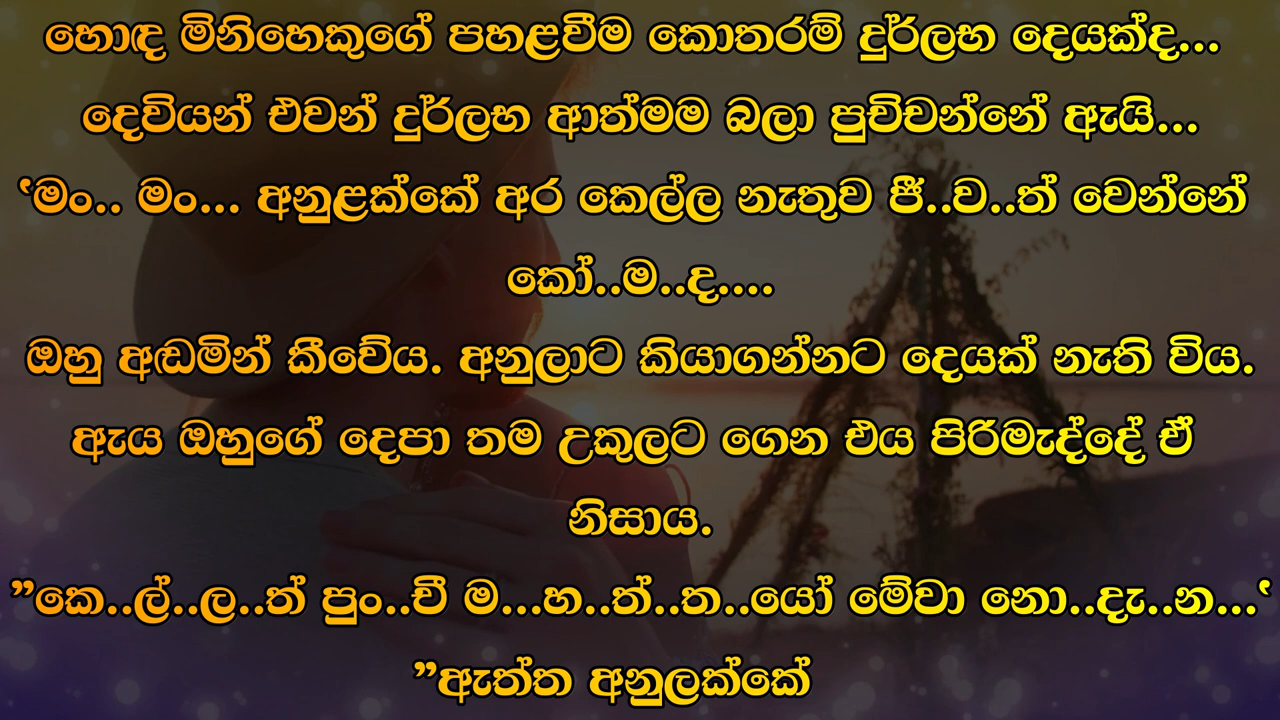 හොඳ මිනිහෙකුගේ පහළවීම කොතරම් දුර්ලභ දෙයක්ද...
දෙවියන් එවන් දුර්ලභ ආත්මම බලා පුච්චන්නේ ඇයි...
‛මං.. මං... අනුළක්කේ අර කෙල්ල නැතුව ජී..ව..ත් වෙන්නේ
කෝ..ම..ද....
ඔහු අඬමින් කීවේය. අනුලාට කියාගන්නට දෙයක් නැති විය.
ඇය ඔහුගේ දෙපා තම උකුලට ගෙන එය පිරිමැද්දේ ඒ
නිසාය.
”කෙ..ල්..ල..ත් පුං..චී ම...හ..ත්..ත..යෝ මේවා නො..දැ..න...‛
”ඇත්ත අනුලක්කේ